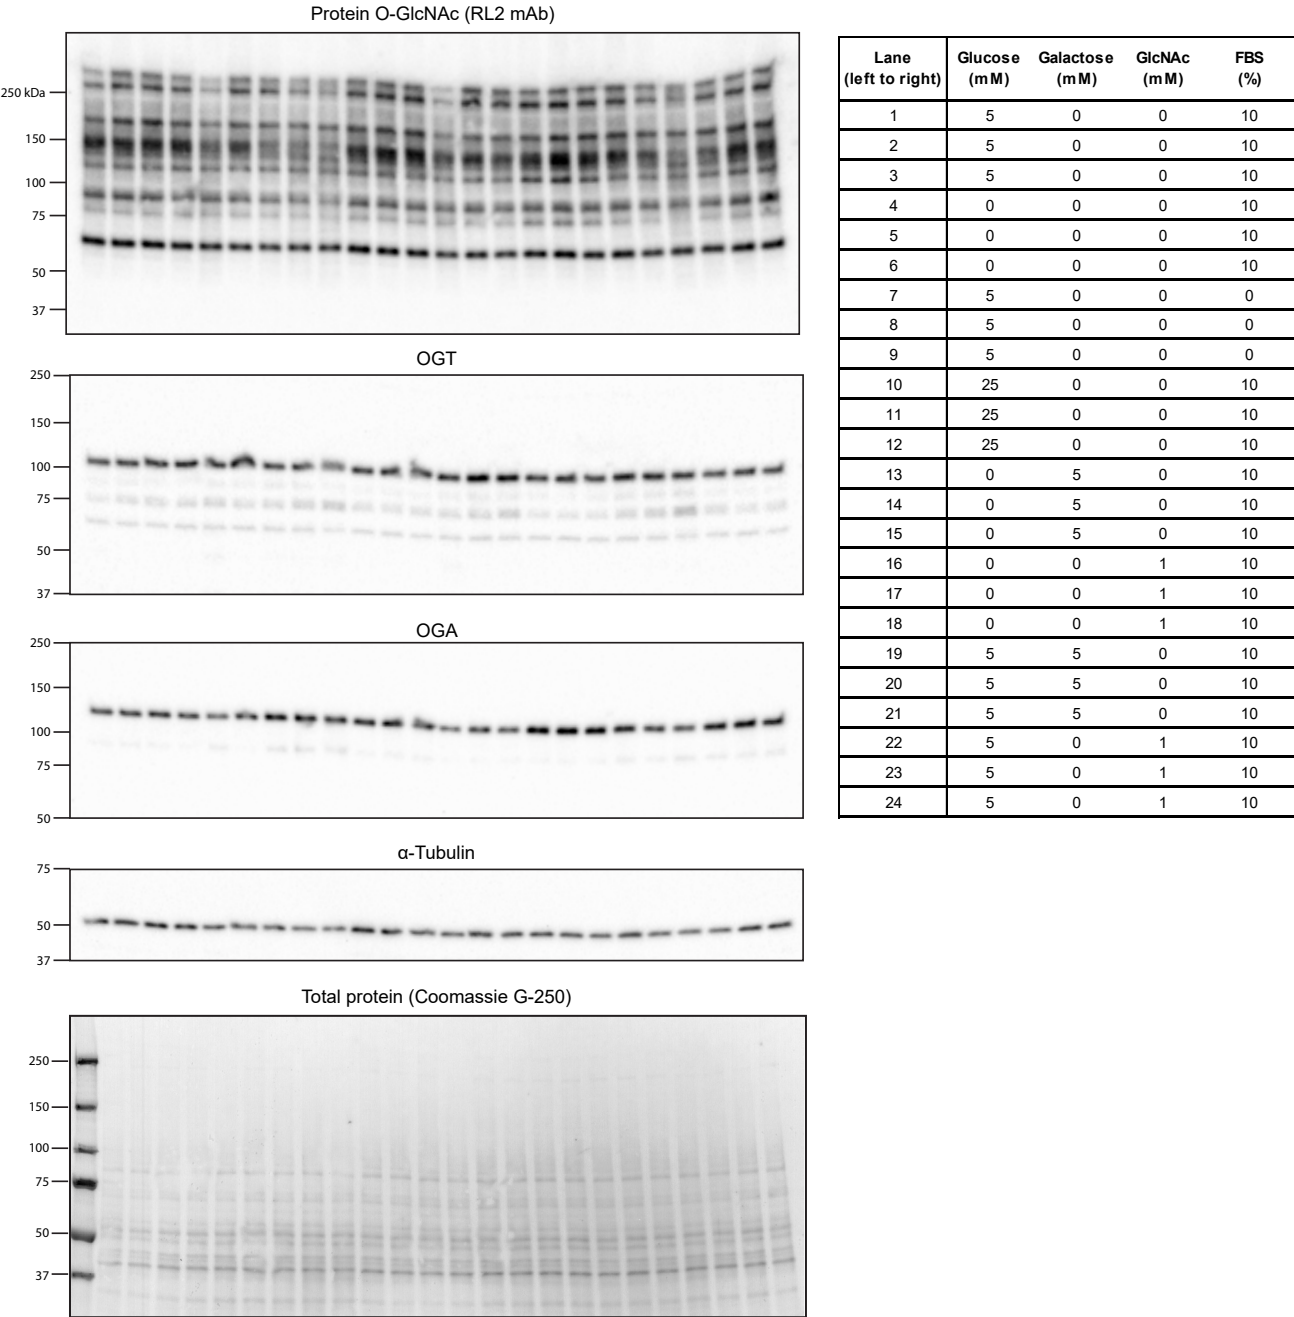 Protein O-GlcNAc (RL2 mAb)
250 kDa
150
100
75
50
37
OGT
250
150
100
75
50
37
OGA
250
150
100
75
50
α-Tubulin
75
50
37
Total protein (Coomassie G-250)
250
150
100
75
50
37
Lane Glucose Galactose GlcNAc FBS
(left to right) (mM) (mM) (mM) (%)
1 5 0 0 10
2 5 0 0 10
3 5 0 0 10
4 0 0 0 10
5 0 0 0 10
6 0 0 0 10
7 5 0 0 0
8 5 0 0 0
9 5 0 0 0
10 25 0 0 10
11 25 0 0 10
12 25 0 0 10
13 0 5 0 10
14 0 5 0 10
15 0 5 0 10
16 0 0 1 10
17 0 0 1 10
18 0 0 1 10
19 5 5 0 10
20 5 5 0 10
21 5 5 0 10
22 5 0 1 10
23 5 0 1 10
24 5 0 1 10